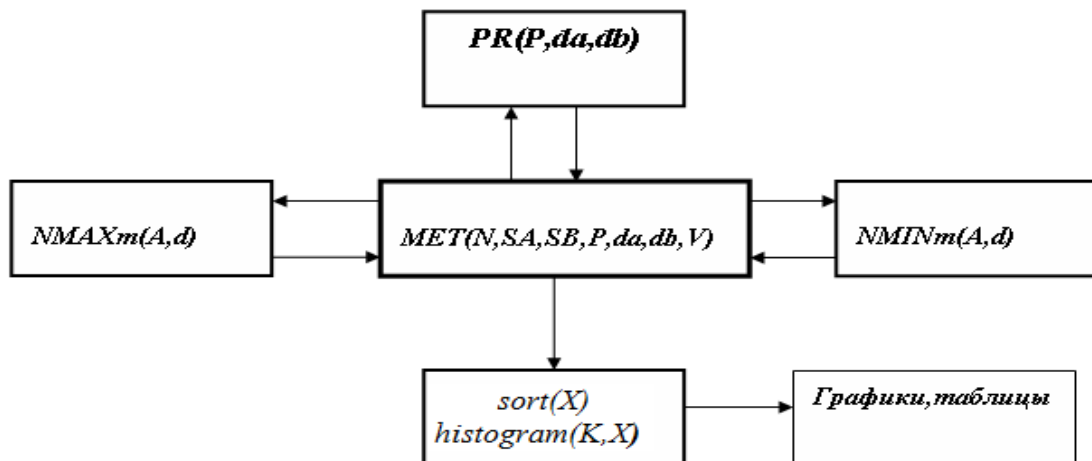 PR(P,da,db)
NMAXm(A,d)
MET(N,SA,SB,P,da,db,V)
NMINm(A,d)
sort(X)
histogram(K,X)
Графики,таблицы